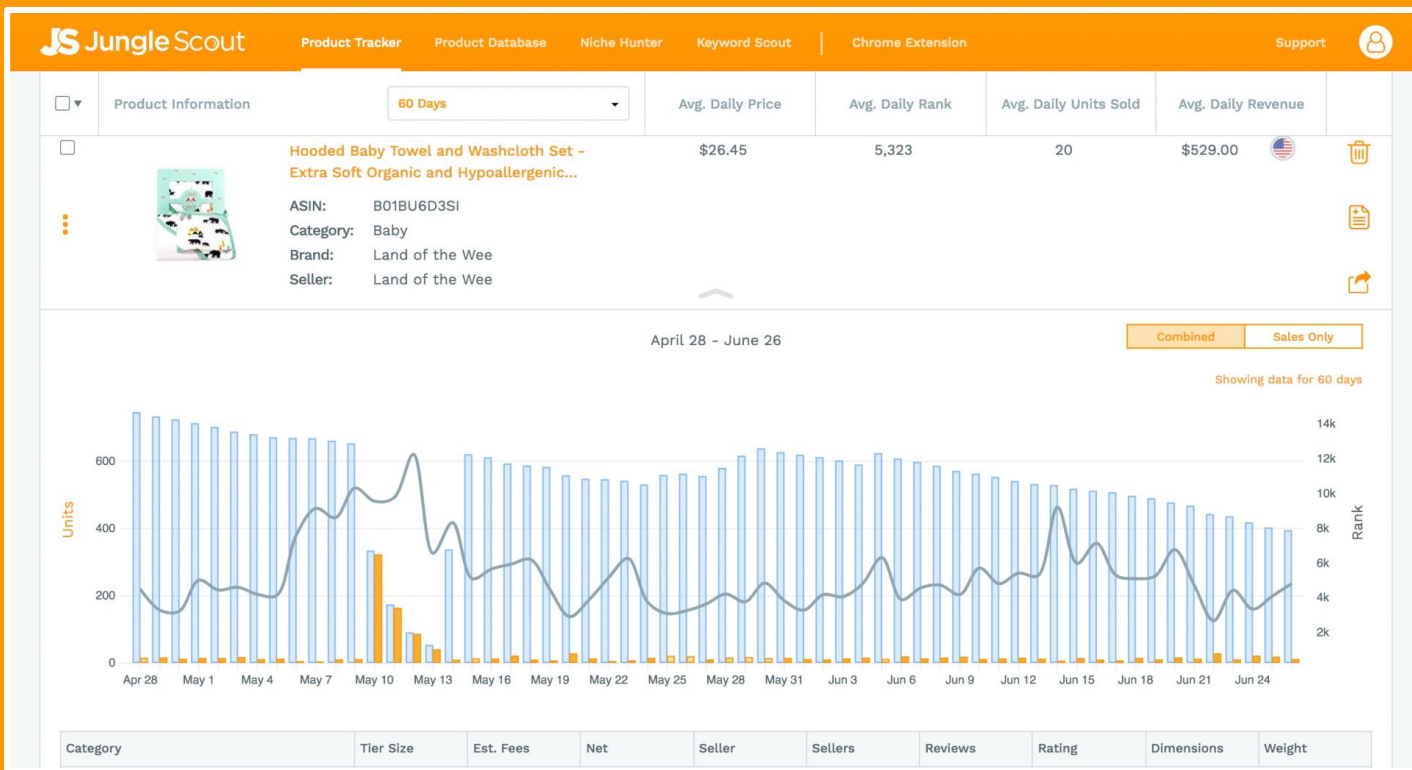 JS Jungle Scout Product Tracker Product Database Niche Hunter Keyword Scout Chrome Extension Support
Product Information 60 Days Avg. Daily Price Avg. Daily Rank Avg. Daily Units Sold Avg. Daily Revenue
Hooded Baby Towel and Washcloth Set - $26.45 5,323 20 $529.00
Extra Soft Organic and Hypoallergenic...
ASIN: B01BU6D3SI
Category: Baby
Brand: Land of the Wee
Seller: Land of the Wee
April 28 - June 26
Combined Sales Only
Showing data for 60 days
Units
600
400
200
0
14k
12k
10k
8k
6k
4k
2k
Rank
Apr 28 May 1 May 4 May 7 May 10 May 13 May 16 May 19 May 22 May 25 May 28 May 31 Jun 3 Jun 6 Jun 9 Jun 12 Jun 15 Jun 18 Jun 21 Jun 24
Category Tier Size Est. Fees Net Seller Sellers Reviews Rating Dimensions Weight